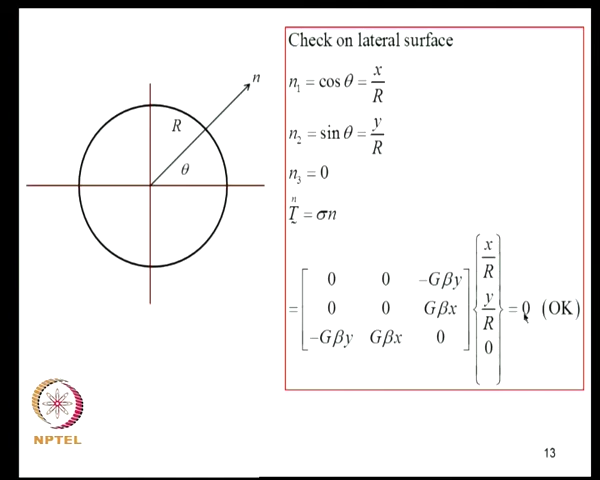 n
R
θ
Check on lateral surface
n₁ = cos θ = x/R
n₂ = sin θ = y/R
n₃ = 0
n
T = σn
~
= [ 0 0 −Gβy ; 0 0 Gβx ; −Gβy Gβx 0 ] { x/R ; y/R ; 0 } = 0 (OK)
NPTEL
13